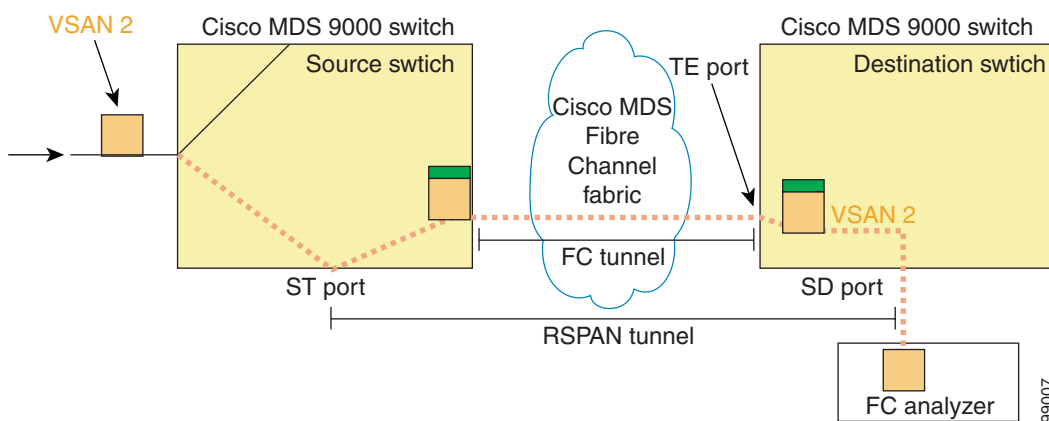 VSAN 2
Cisco MDS 9000 switch
Source swtich
Cisco MDS
Fibre
Channel
fabric
TE port
Cisco MDS 9000 switch
Destination swtich
VSAN 2
FC tunnel
ST port
SD port
RSPAN tunnel
FC analyzer
99007